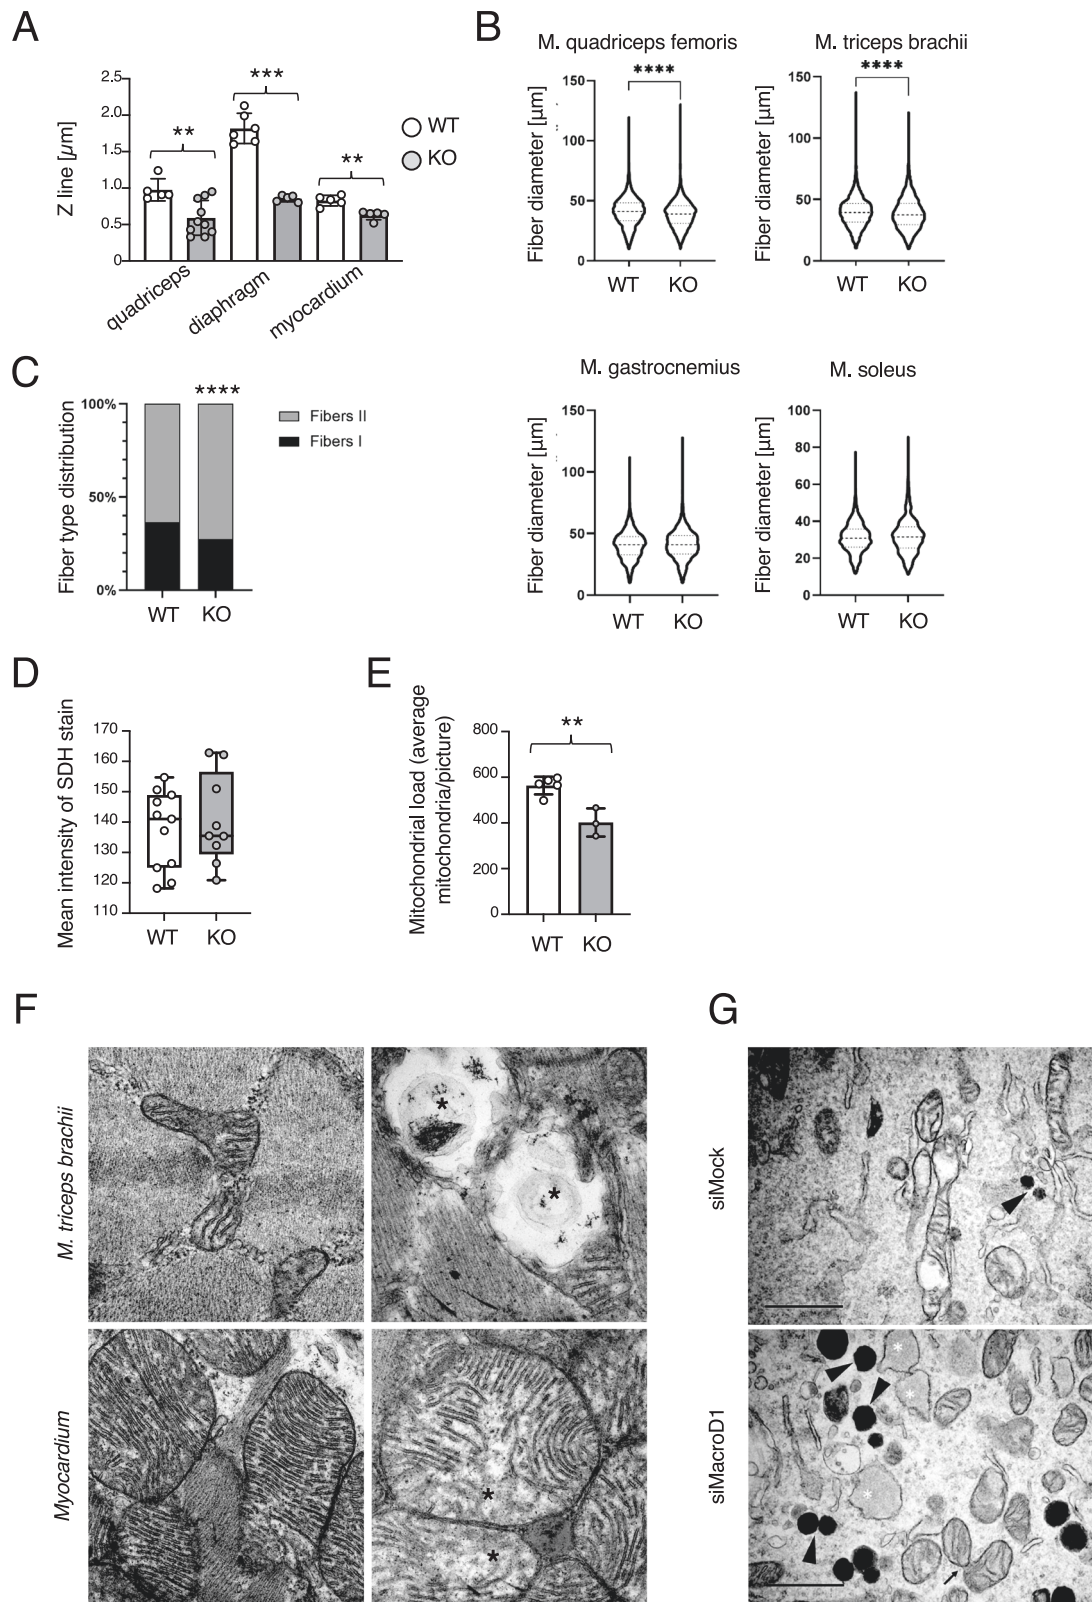 A
Z line [µm]
2.5
2.0
1.5
1.0
0.5
0
**
***
**
WT
KO
quadriceps
diaphragm
myocardium
B
M. quadriceps femoris
Fiber diameter [µm]
150
100
50
0
****
WT
KO
M. triceps brachii
Fiber diameter [µm]
150
100
50
0
****
WT
KO
M. gastrocnemius
Fiber diameter [µm]
150
100
50
0
WT
KO
M. soleus
Fiber diameter [µm]
100
80
60
40
20
0
WT
KO
C
Fiber type distribution
100%
50%
0%
****
Fibers II
Fibers I
WT
KO
D
Mean intensity of SDH stain
170
160
150
140
130
120
110
WT
KO
E
Mitochondrial load (average
mitochondria/picture)
800
600
400
200
0
**
WT
KO
F
M. triceps brachii
*
*
Myocardium
*
*
G
siMock
siMacroD1
*
*
*